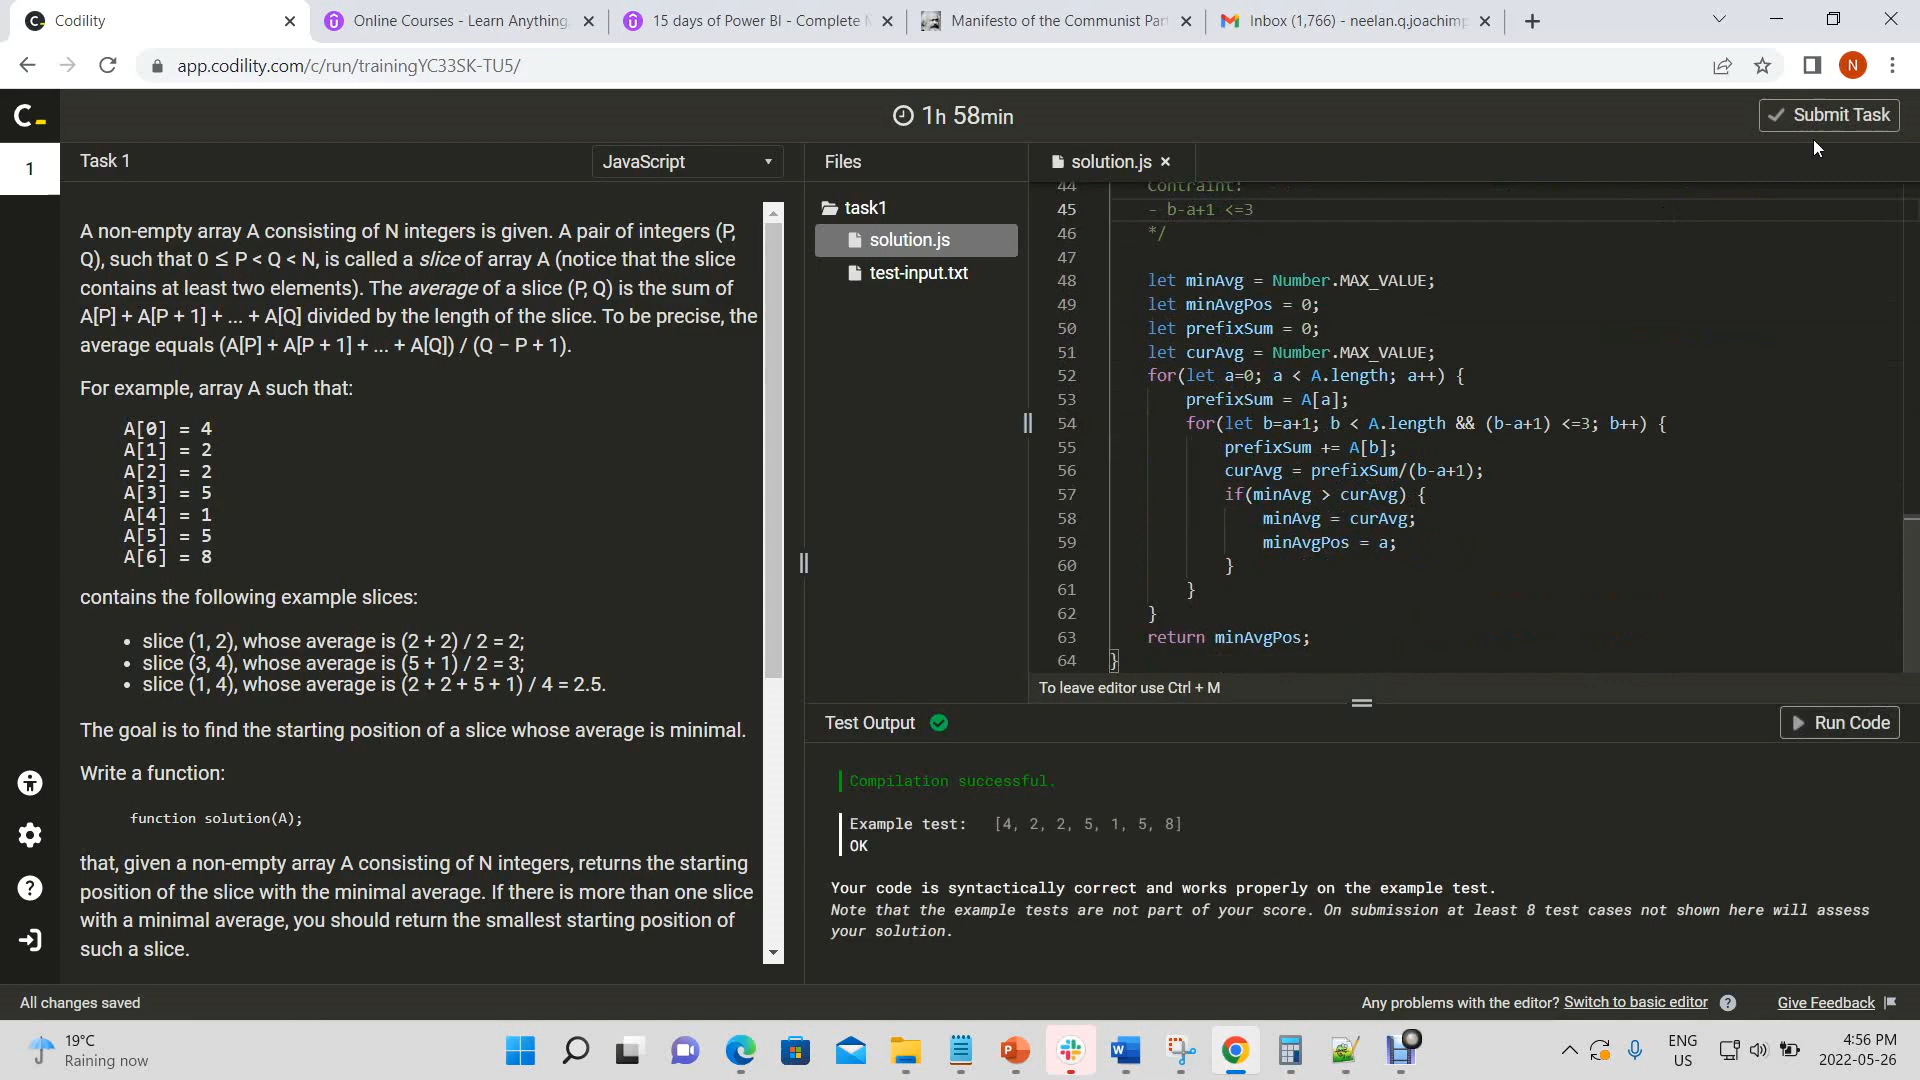 Codility
Online Courses - Learn Anything,
15 days of Power BI - Complete M
Manifesto of the Communist Part
Inbox (1,766) - neelan.q.joachimp
app.codility.com/c/run/trainingYC33SK-TU5/
N
C_
1h 58min
Submit Task
1
Task 1
JavaScript
Files
solution.js
task1
solution.js
test-input.txt
A non-empty array A consisting of N integers is given. A pair of integers (P,
Q), such that 0 ≤ P < Q < N, is called a slice of array A (notice that the slice
contains at least two elements). The average of a slice (P, Q) is the sum of
A[P] + A[P + 1] + ... + A[Q] divided by the length of the slice. To be precise, the
average equals (A[P] + A[P + 1] + ... + A[Q]) / (Q − P + 1).
For example, array A such that:
A[0] = 4
A[1] = 2
A[2] = 2
A[3] = 5
A[4] = 1
A[5] = 5
A[6] = 8
contains the following example slices:
• slice (1, 2), whose average is (2 + 2) / 2 = 2;
• slice (3, 4), whose average is (5 + 1) / 2 = 3;
• slice (1, 4), whose average is (2 + 2 + 5 + 1) / 4 = 2.5.
The goal is to find the starting position of a slice whose average is minimal.
Write a function:
function solution(A);
that, given a non-empty array A consisting of N integers, returns the starting
position of the slice with the minimal average. If there is more than one slice
with a minimal average, you should return the smallest starting position of
such a slice.
44 Contraint:
45 - b-a+1 <=3
46 */
47
48 let minAvg = Number.MAX_VALUE;
49 let minAvgPos = 0;
50 let prefixSum = 0;
51 let curAvg = Number.MAX_VALUE;
52 for(let a=0; a < A.length; a++) {
53 prefixSum = A[a];
54 for(let b=a+1; b < A.length && (b-a+1) <=3; b++) {
55 prefixSum += A[b];
56 curAvg = prefixSum/(b-a+1);
57 if(minAvg > curAvg) {
58 minAvg = curAvg;
59 minAvgPos = a;
60 }
61 }
62 }
63 return minAvgPos;
64 }
To leave editor use Ctrl + M
Test Output
Run Code
Compilation successful.
Example test: [4, 2, 2, 5, 1, 5, 8]
OK
Your code is syntactically correct and works properly on the example test.
Note that the example tests are not part of your score. On submission at least 8 test cases not shown here will assess
your solution.
All changes saved
Any problems with the editor? Switch to basic editor
Give Feedback
19°C
Raining now
ENG
US
4:56 PM
2022-05-26